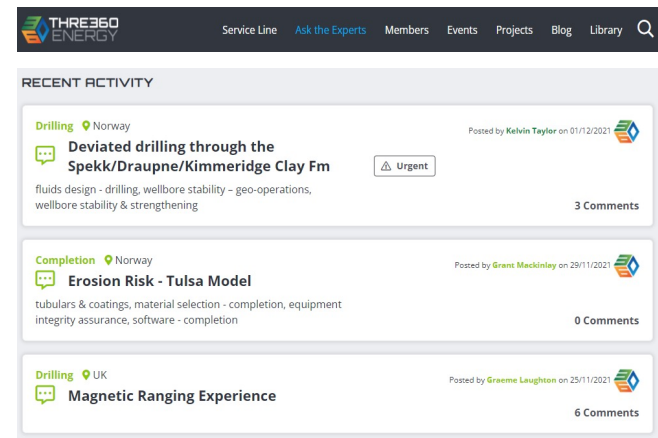 THRE360
ENERGY
Service Line Ask the Experts Members Events Projects Blog Library
RECENT ACTIVITY
Drilling Norway
Posted by Kelvin Taylor on 01/12/2021
Deviated drilling through the
Spekk/Draupne/Kimmeridge Clay Fm
Urgent
fluids design - drilling, wellbore stability – geo-operations,
wellbore stability & strengthening
3 Comments
Completion Norway
Posted by Grant Mackinlay on 29/11/2021
Erosion Risk - Tulsa Model
tubulars & coatings, material selection - completion, equipment
integrity assurance, software - completion
0 Comments
Drilling UK
Posted by Graeme Laughton on 25/11/2021
Magnetic Ranging Experience
6 Comments